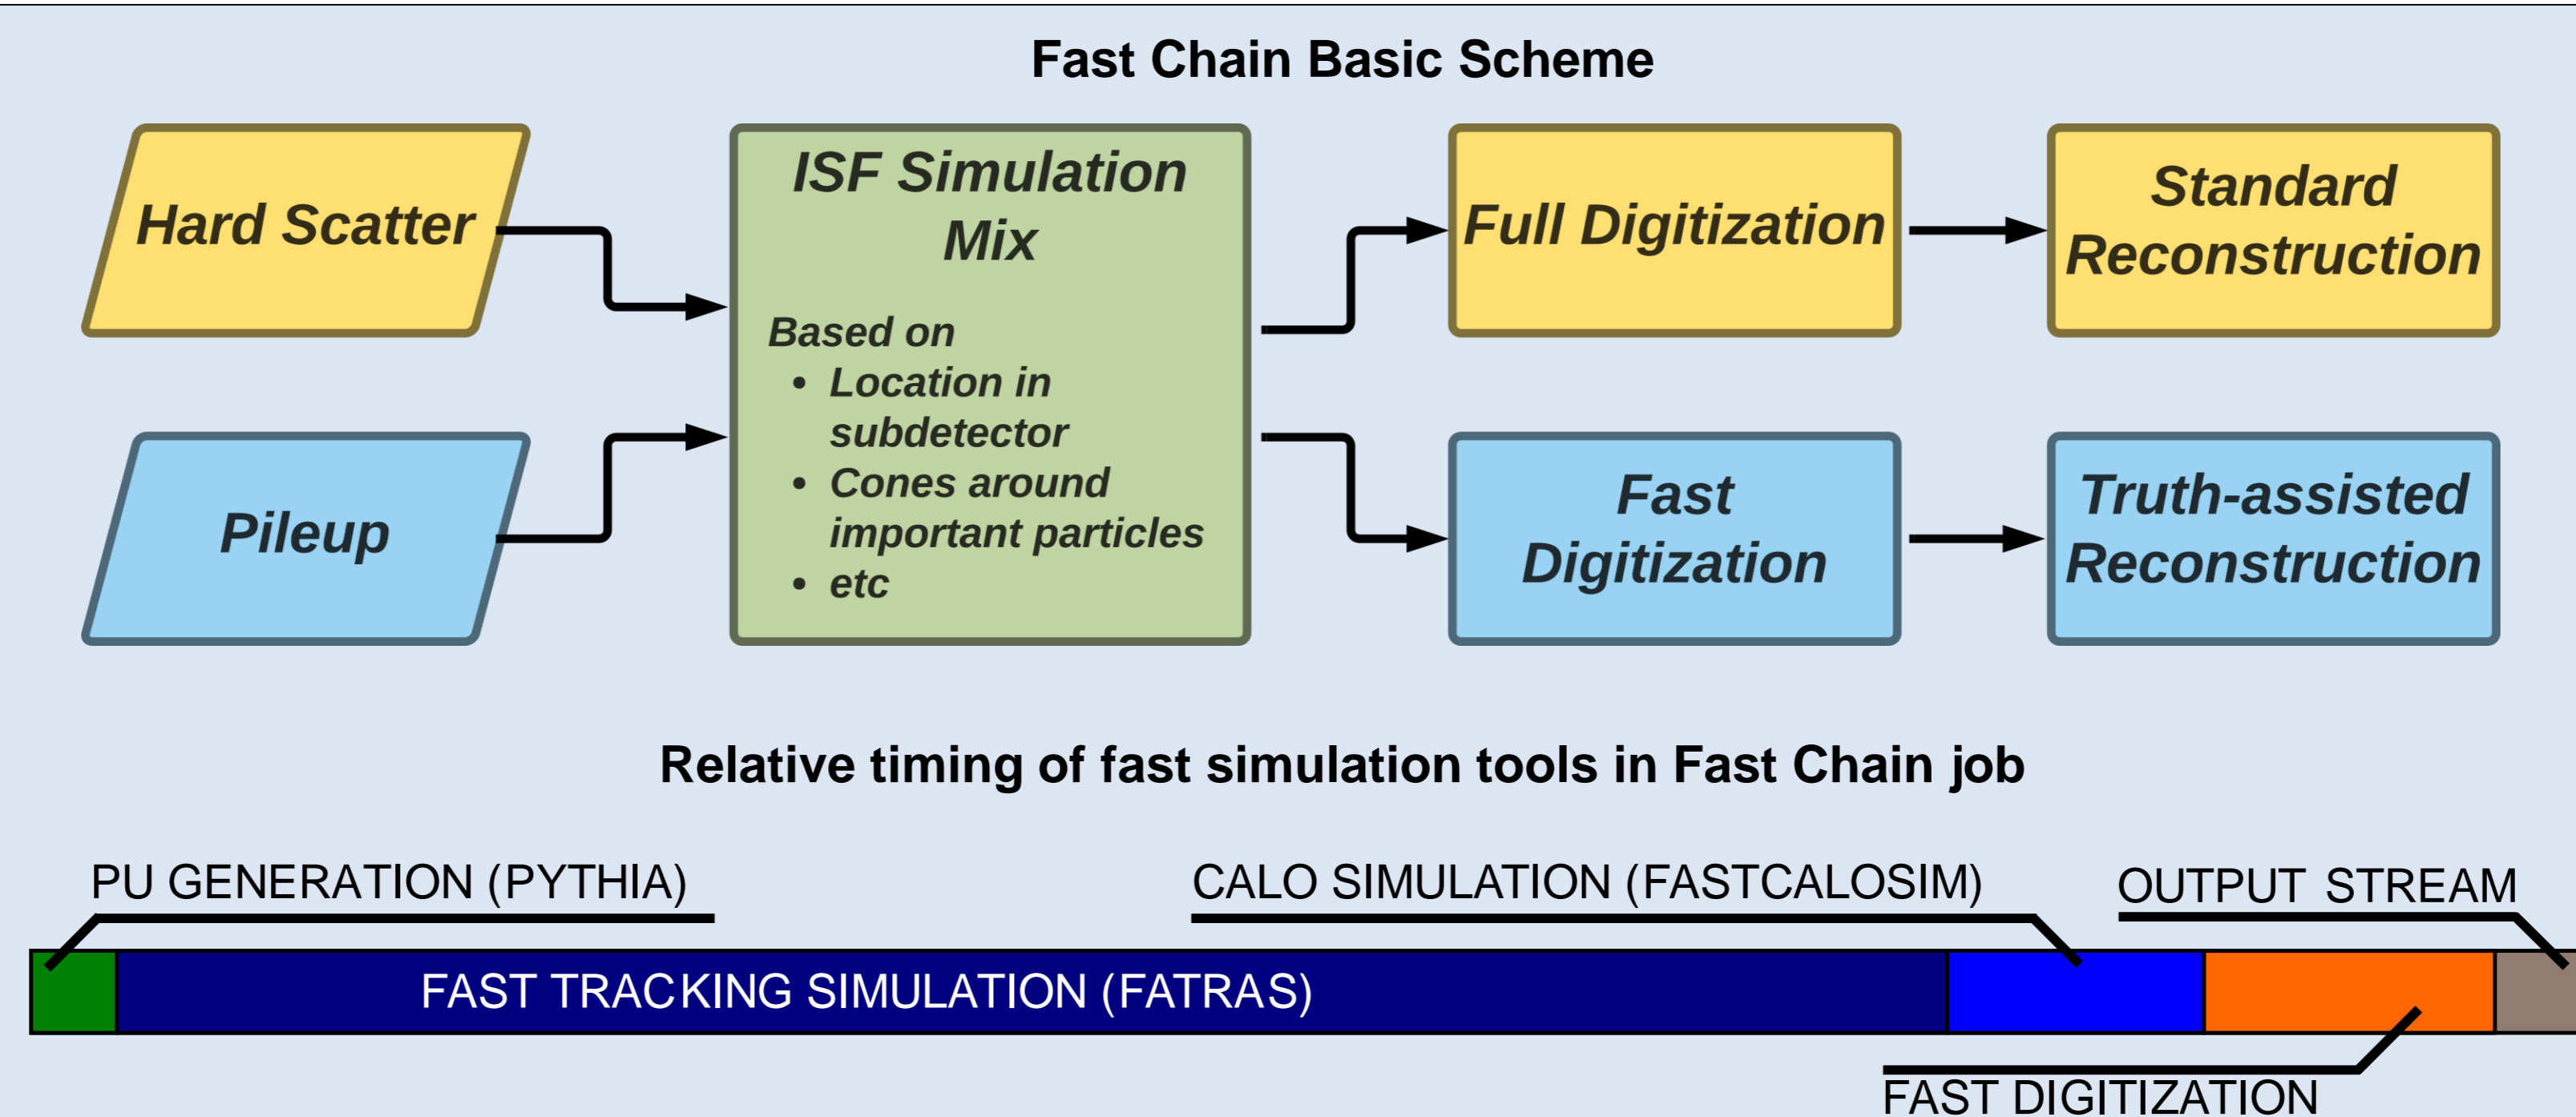 Fast Chain Basic Scheme
Hard Scatter
ISF Simulation
Mix
Based on
• Location in
subdetector
• Cones around
important particles
• etc
Full Digitization
Standard
Reconstruction
Pileup
Fast
Digitization
Truth-assisted
Reconstruction
Relative timing of fast simulation tools in Fast Chain job
PU GENERATION (PYTHIA)
CALO SIMULATION (FASTCALOSIM)
OUTPUT STREAM
FAST TRACKING SIMULATION (FATRAS)
FAST DIGITIZATION